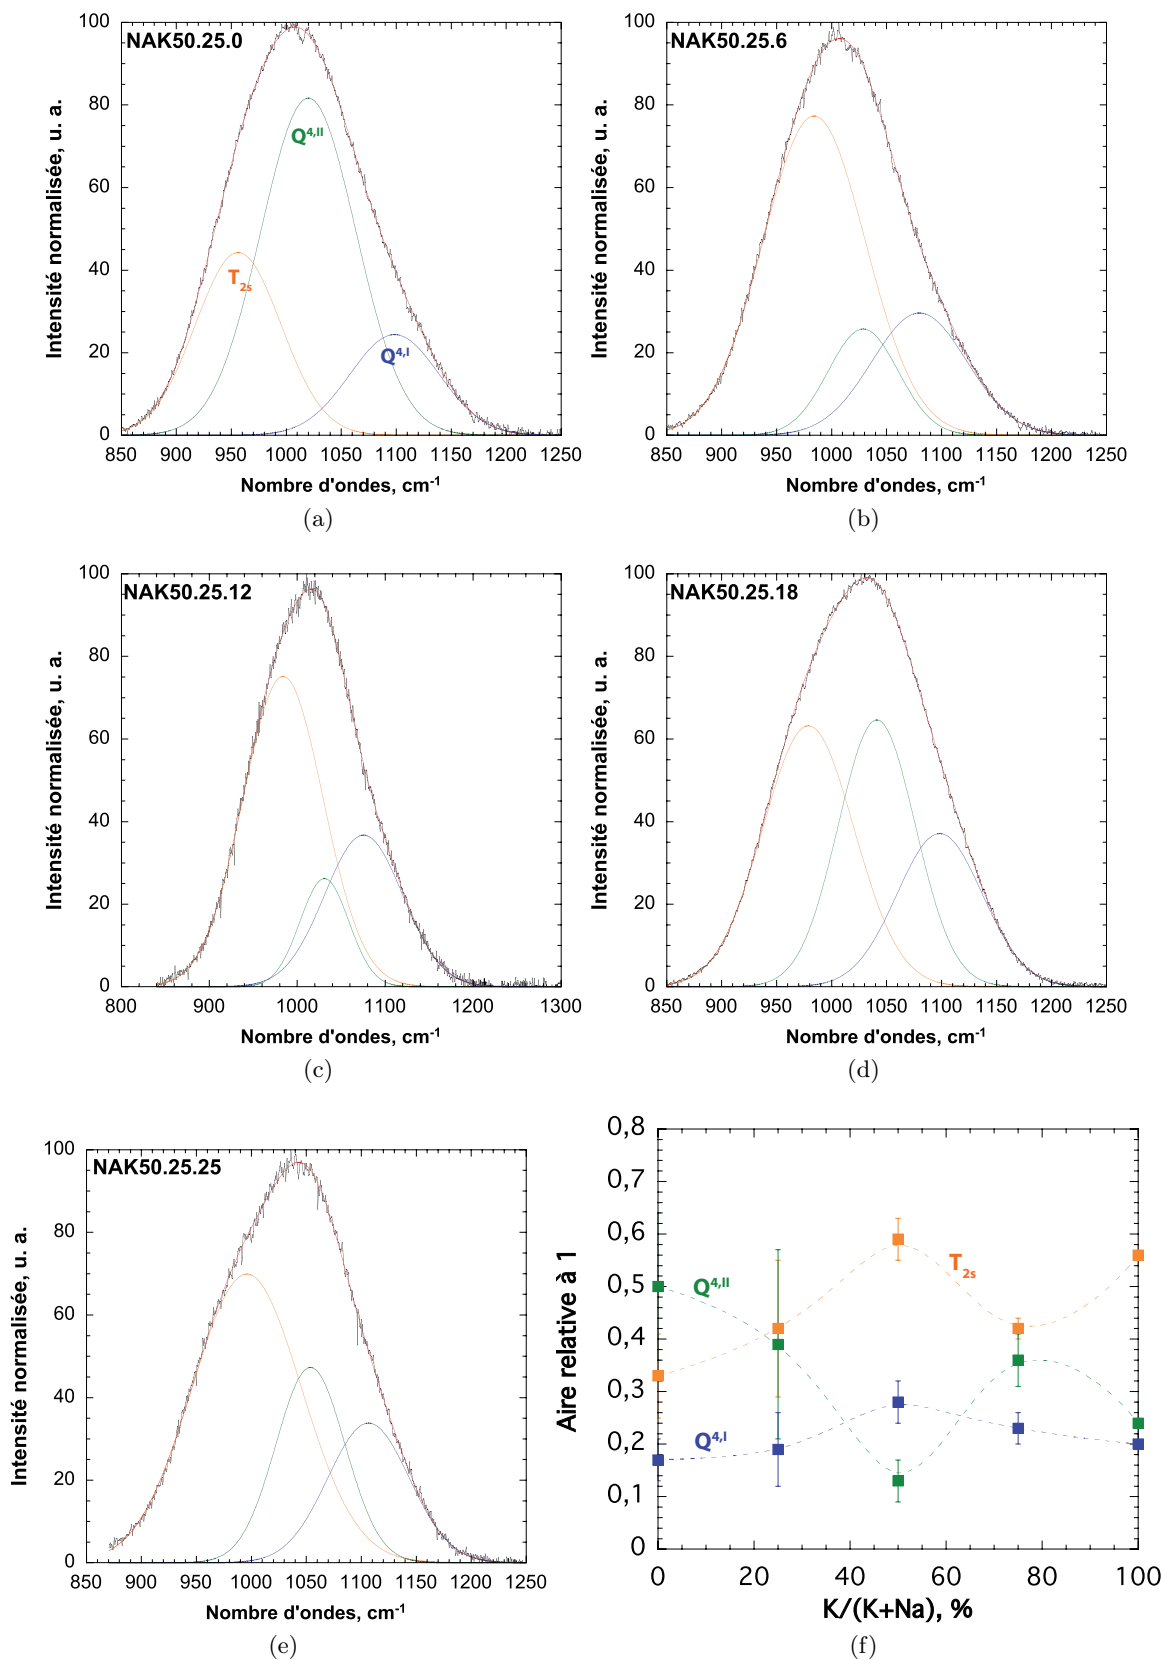 NAK50.25.0
Intensité normalisée, u. a.
100
80
60
40
20
0
Q4,II
T2s
Q4,I
850 900 950 1000 1050 1100 1150 1200 1250
Nombre d'ondes, cm-1
(a)
NAK50.25.6
Intensité normalisée, u. a.
100
80
60
40
20
0
850 900 950 1000 1050 1100 1150 1200 1250
Nombre d'ondes, cm-1
(b)
NAK50.25.12
Intensité normalisée, u. a.
100
80
60
40
20
0
800 900 1000 1100 1200 1300
Nombre d'ondes, cm-1
(c)
NAK50.25.18
Intensité normalisée, u. a.
100
80
60
40
20
0
850 900 950 1000 1050 1100 1150 1200 1250
Nombre d'ondes, cm-1
(d)
NAK50.25.25
Intensité normalisée, u. a.
100
80
60
40
20
0
850 900 950 1000 1050 1100 1150 1200 1250
Nombre d'ondes, cm-1
(e)
Aire relative à 1
0,8
0,7
0,6
0,5
0,4
0,3
0,2
0,1
0
Q4,II
T2s
Q4,I
0 20 40 60 80 100
K/(K+Na), %
(f)